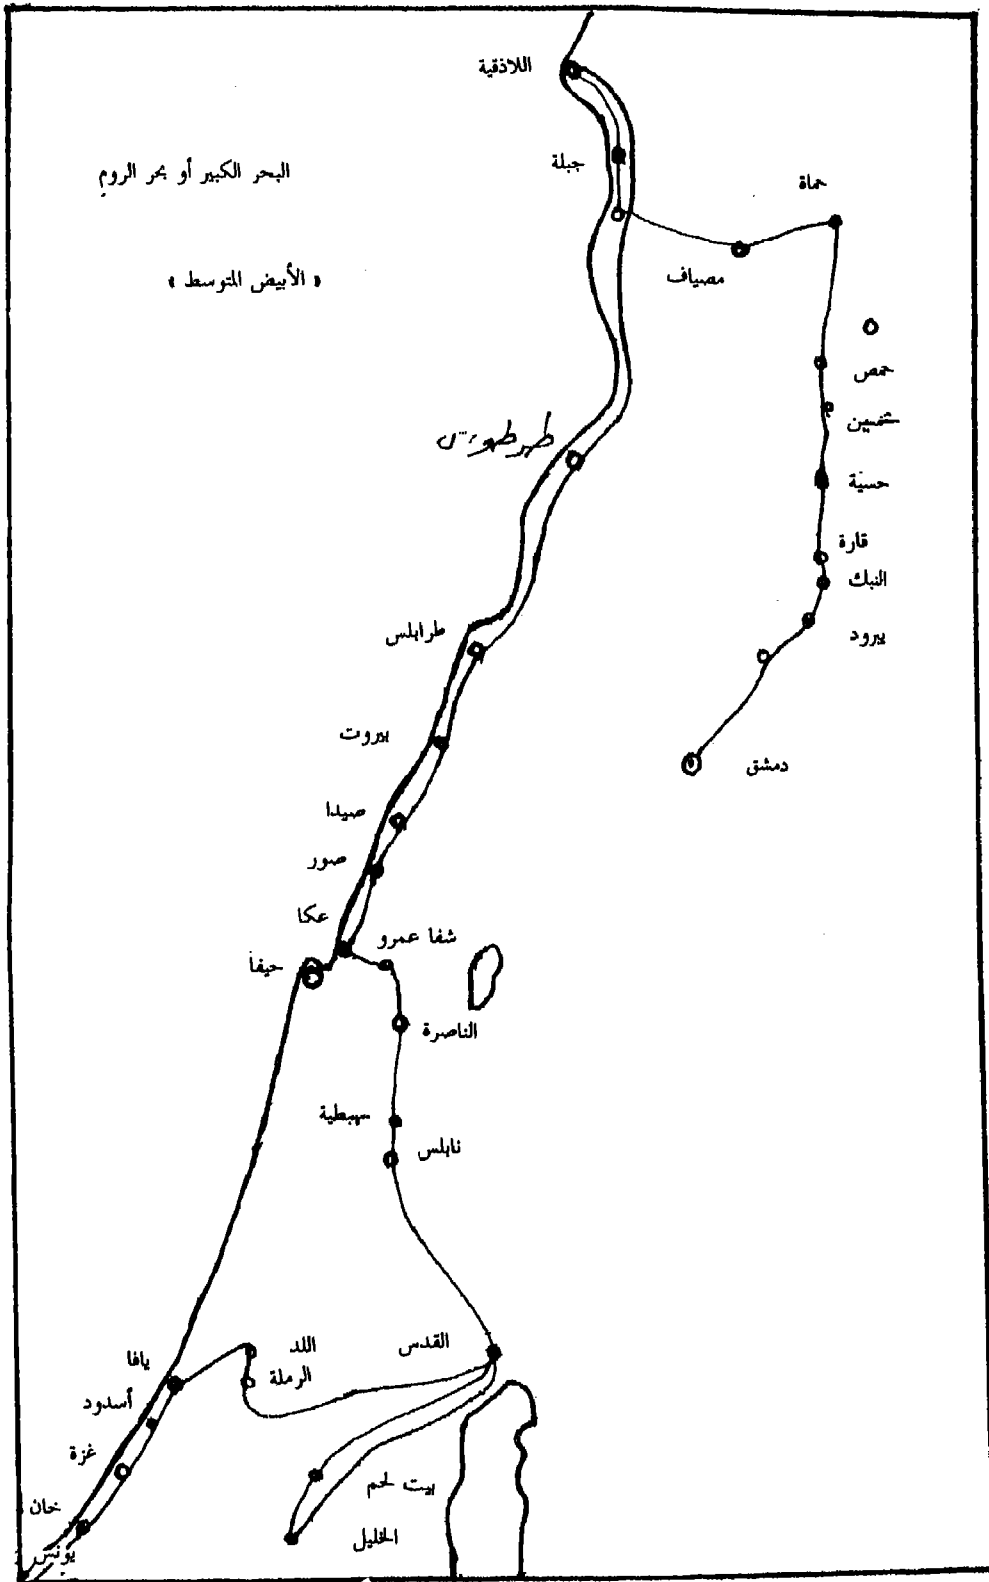 اللاذقية
البحر الكبير أو بحر الروم
جبلة
حماة
« الأبيض المتوسط »
مصياف
حمص
شمسين
طرطوس
حسيّة
قارة
النبك
طرابلس
يبرود
بيروت
دمشق
صيدا
صور
عكا
شفا عمرو
حيفا
الناصرة
سبطية
نابلس
القدس
اللد
يافا
الرملة
أسدود
غزة
بيت لحم
خان
الخليل
يونس